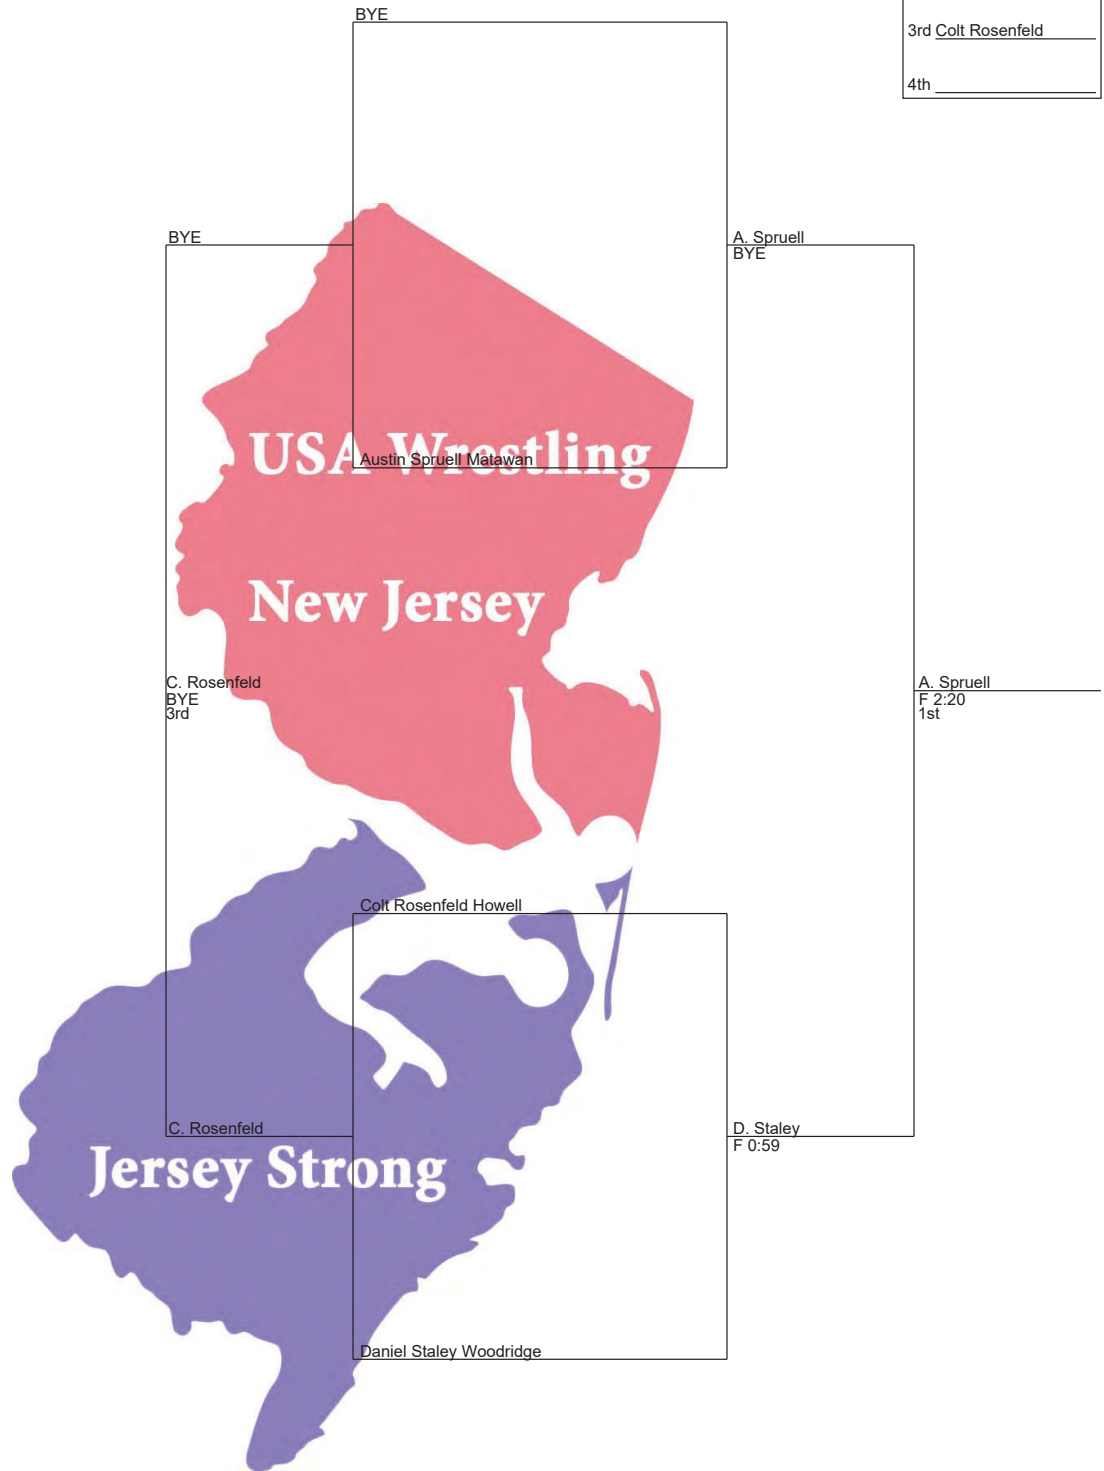 BYE
3rd Colt Rosenfeld
4th
BYE
A. Spruell
BYE
USA Wrestling
Austin Spruell Matawan
New Jersey
C. Rosenfeld
BYE
3rd
A. Spruell
F 2:20
1st
Colt Rosenfeld Howell
C. Rosenfeld
D. Staley
F 0:59
Jersey Strong
Daniel Staley Woodridge